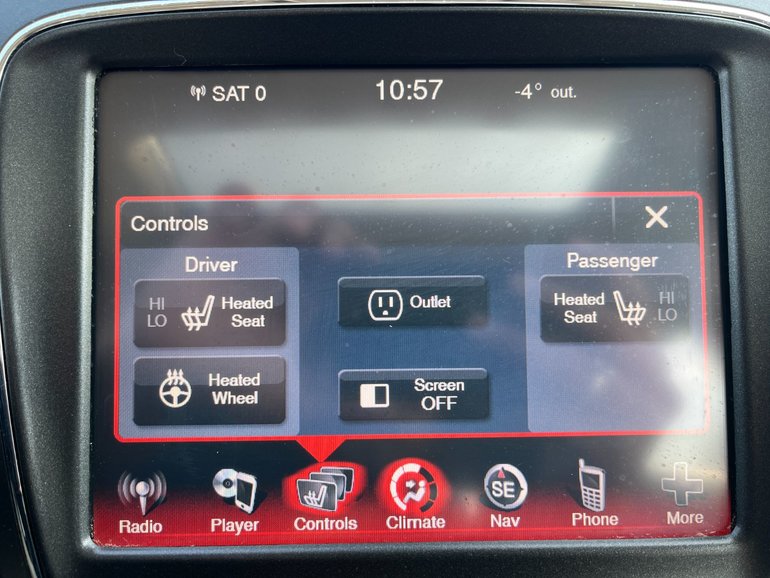 SAT 0 10:57 -4° out.
Controls
Driver
Passenger
HI
LO
Heated
Seat
Outlet
Heated
Seat
HI
LO
Heated
Wheel
Screen
OFF
Radio
Player
Controls
Climate
SE
Nav
Phone
More